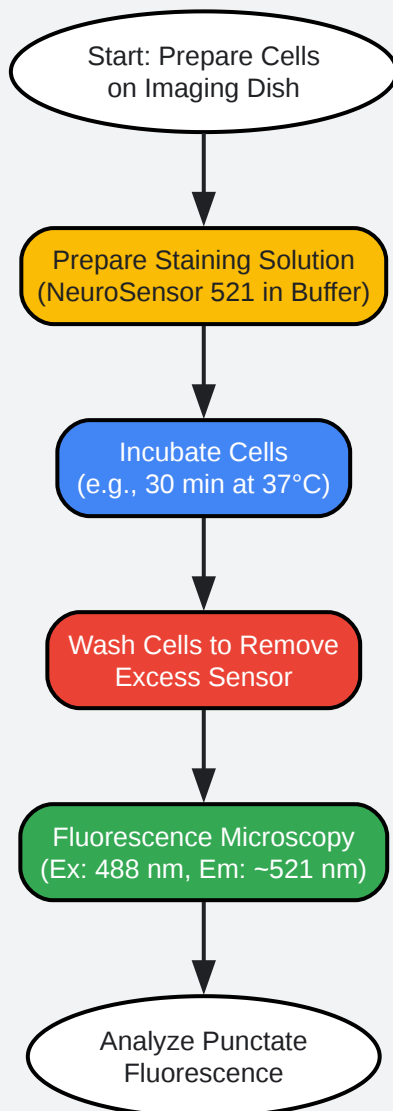 Start: Prepare Cells
on Imaging Dish
Prepare Staining Solution
(NeuroSensor 521 in Buffer)
Incubate Cells
(e.g., 30 min at 37°C)
Wash Cells to Remove
Excess Sensor
Fluorescence Microscopy
(Ex: 488 nm, Em: ~521 nm)
Analyze Punctate
Fluorescence